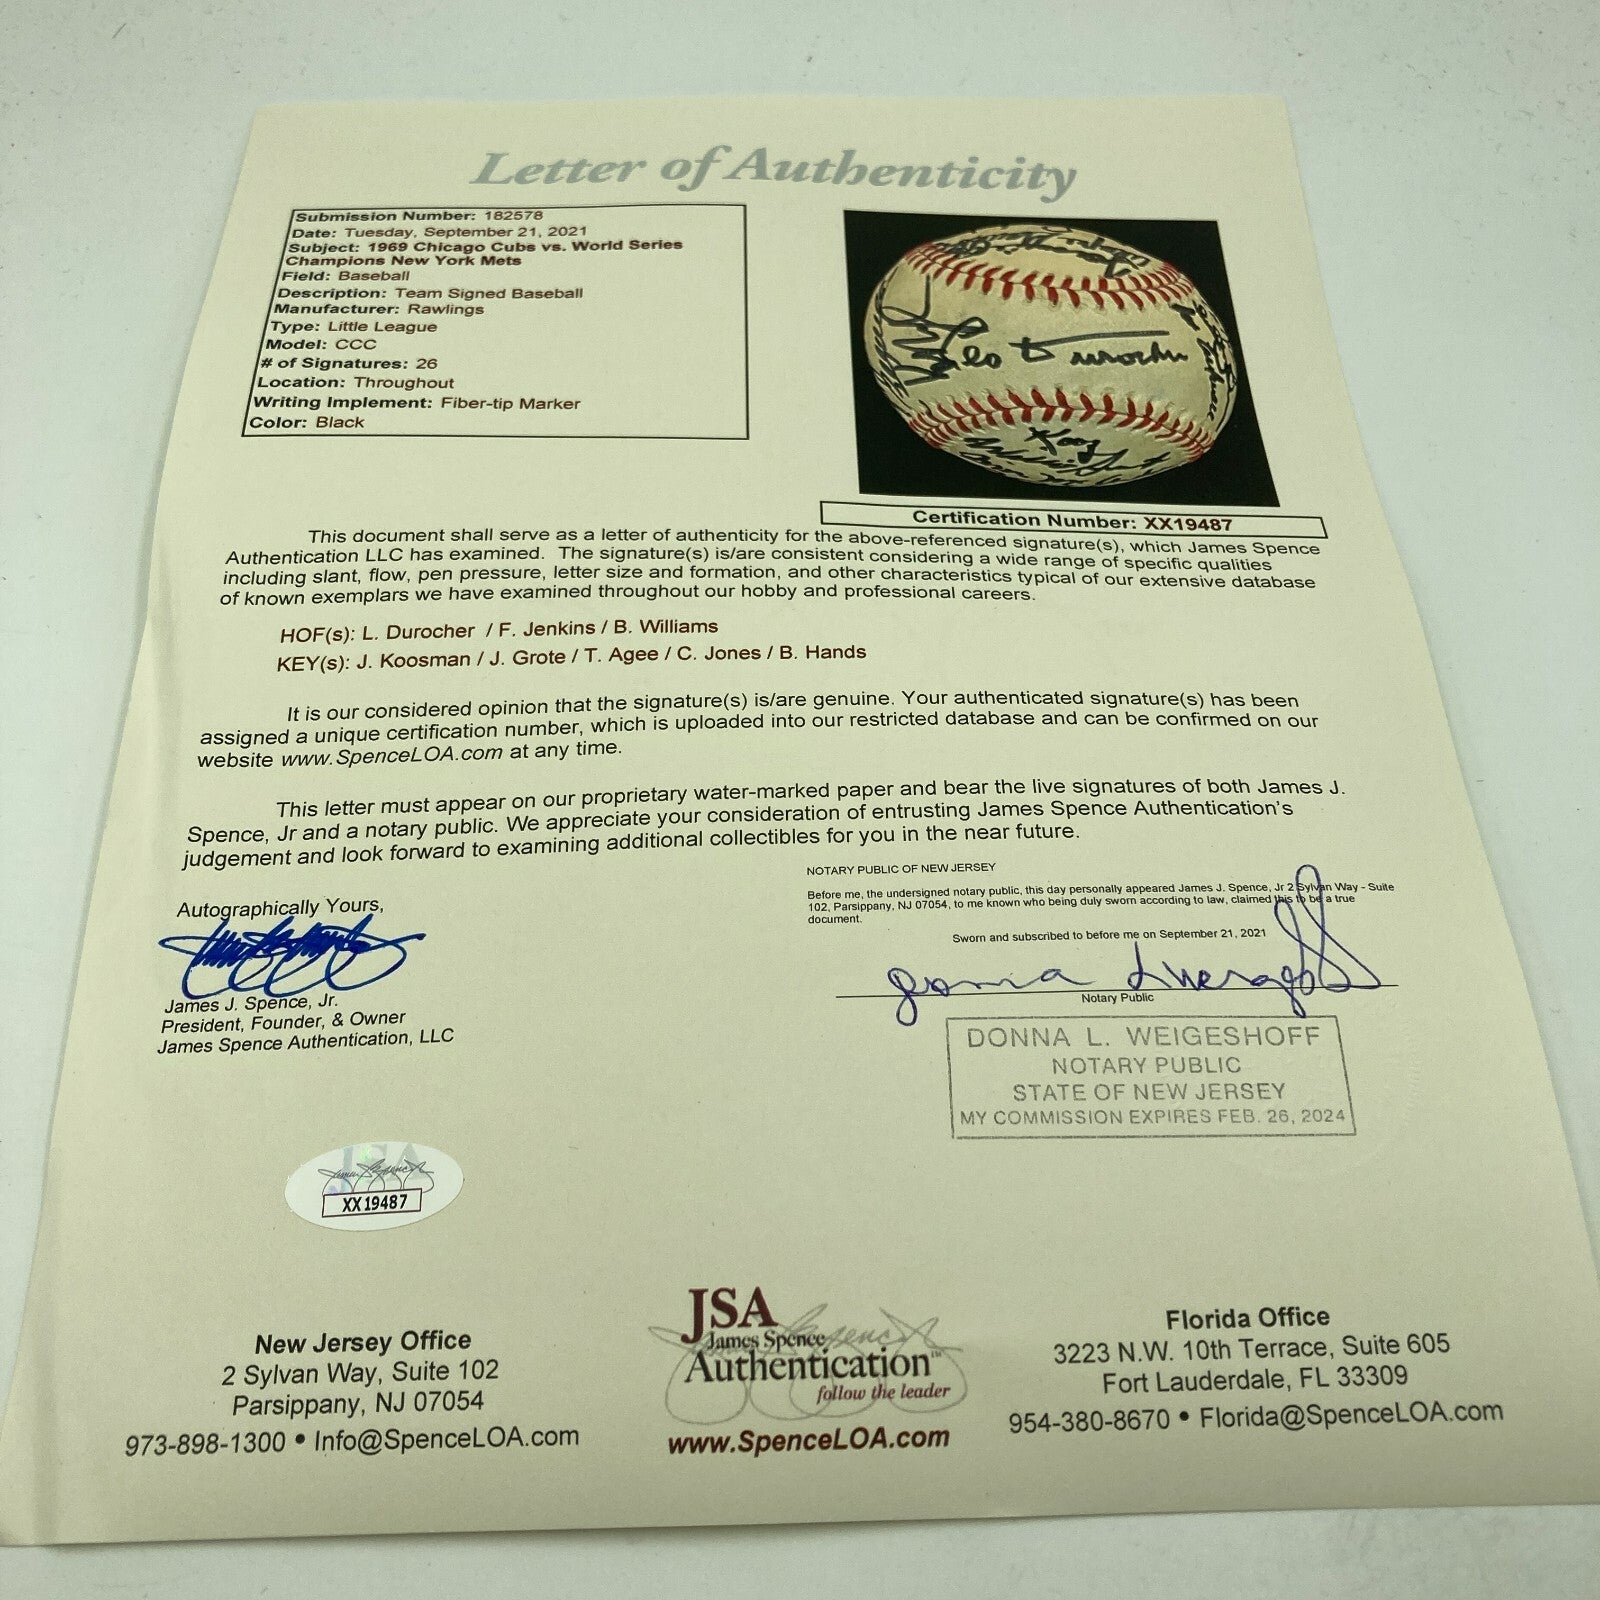 Letter of Authenticity
Submission Number: 182578
Date: Tuesday, September 21, 2021
Subject: 1969 Chicago Cubs vs. World Series
Champions New York Mets
Field: Baseball
Description: Team Signed Baseball
Manufacturer: Rawlings
Type: Little League
Model: CCC
# of Signatures: 26
Location: Throughout
Writing Implement: Fiber-tip Marker
Color: Black
Leo Durocher
Koos
Certification Number: XX19487
This document shall serve as a letter of authenticity for the above-referenced signature(s), which James Spence
Authentication LLC has examined. The signature(s) is/are consistent considering a wide range of specific qualities
including slant, flow, pen pressure, letter size and formation, and other characteristics typical of our extensive database
of known exemplars we have examined throughout our hobby and professional careers.
HOF(s): L. Durocher / F. Jenkins / B. Williams
KEY(s): J. Koosman / J. Grote / T. Agee / C. Jones / B. Hands
It is our considered opinion that the signature(s) is/are genuine. Your authenticated signature(s) has been
assigned a unique certification number, which is uploaded into our restricted database and can be confirmed on our
website www.SpenceLOA.com at any time.
This letter must appear on our proprietary water-marked paper and bear the live signatures of both James J.
Spence, Jr and a notary public. We appreciate your consideration of entrusting James Spence Authentication's
judgement and look forward to examining additional collectibles for you in the near future.
NOTARY PUBLIC OF NEW JERSEY
Before me, the undersigned notary public, this day personally appeared James J. Spence, Jr 2 Sylvan Way - Suite
102, Parsippany, NJ 07054, to me known who being duly sworn according to law, claimed this to be a true
document.
Sworn and subscribed to before me on September 21, 2021
Notary Public
DONNA L. WEIGESHOFF
NOTARY PUBLIC
STATE OF NEW JERSEY
MY COMMISSION EXPIRES FEB. 26, 2024
Autographically Yours,
James J. Spence, Jr.
President, Founder, & Owner
James Spence Authentication, LLC
JSA
XX19487
New Jersey Office
2 Sylvan Way, Suite 102
Parsippany, NJ 07054
973-898-1300 • Info@SpenceLOA.com
JSA
James Spence
Authentication™
follow the leader
www.SpenceLOA.com
Florida Office
3223 N.W. 10th Terrace, Suite 605
Fort Lauderdale, FL 33309
954-380-8670 • Florida@SpenceLOA.com